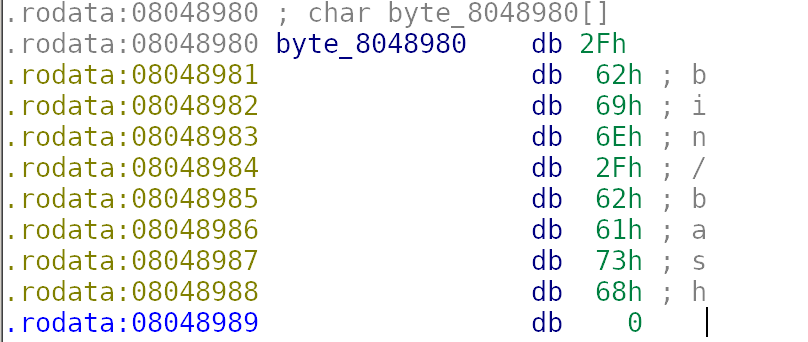 .rodata:08048980 ; char byte_8048980[]
.rodata:08048980 byte_8048980    db 2Fh
.rodata:08048981                 db  62h ; b
.rodata:08048982                 db  69h ; i
.rodata:08048983                 db  6Eh ; n
.rodata:08048984                 db  2Fh ; /
.rodata:08048985                 db  62h ; b
.rodata:08048986                 db  61h ; a
.rodata:08048987                 db  73h ; s
.rodata:08048988                 db  68h ; h
.rodata:08048989                 db    0